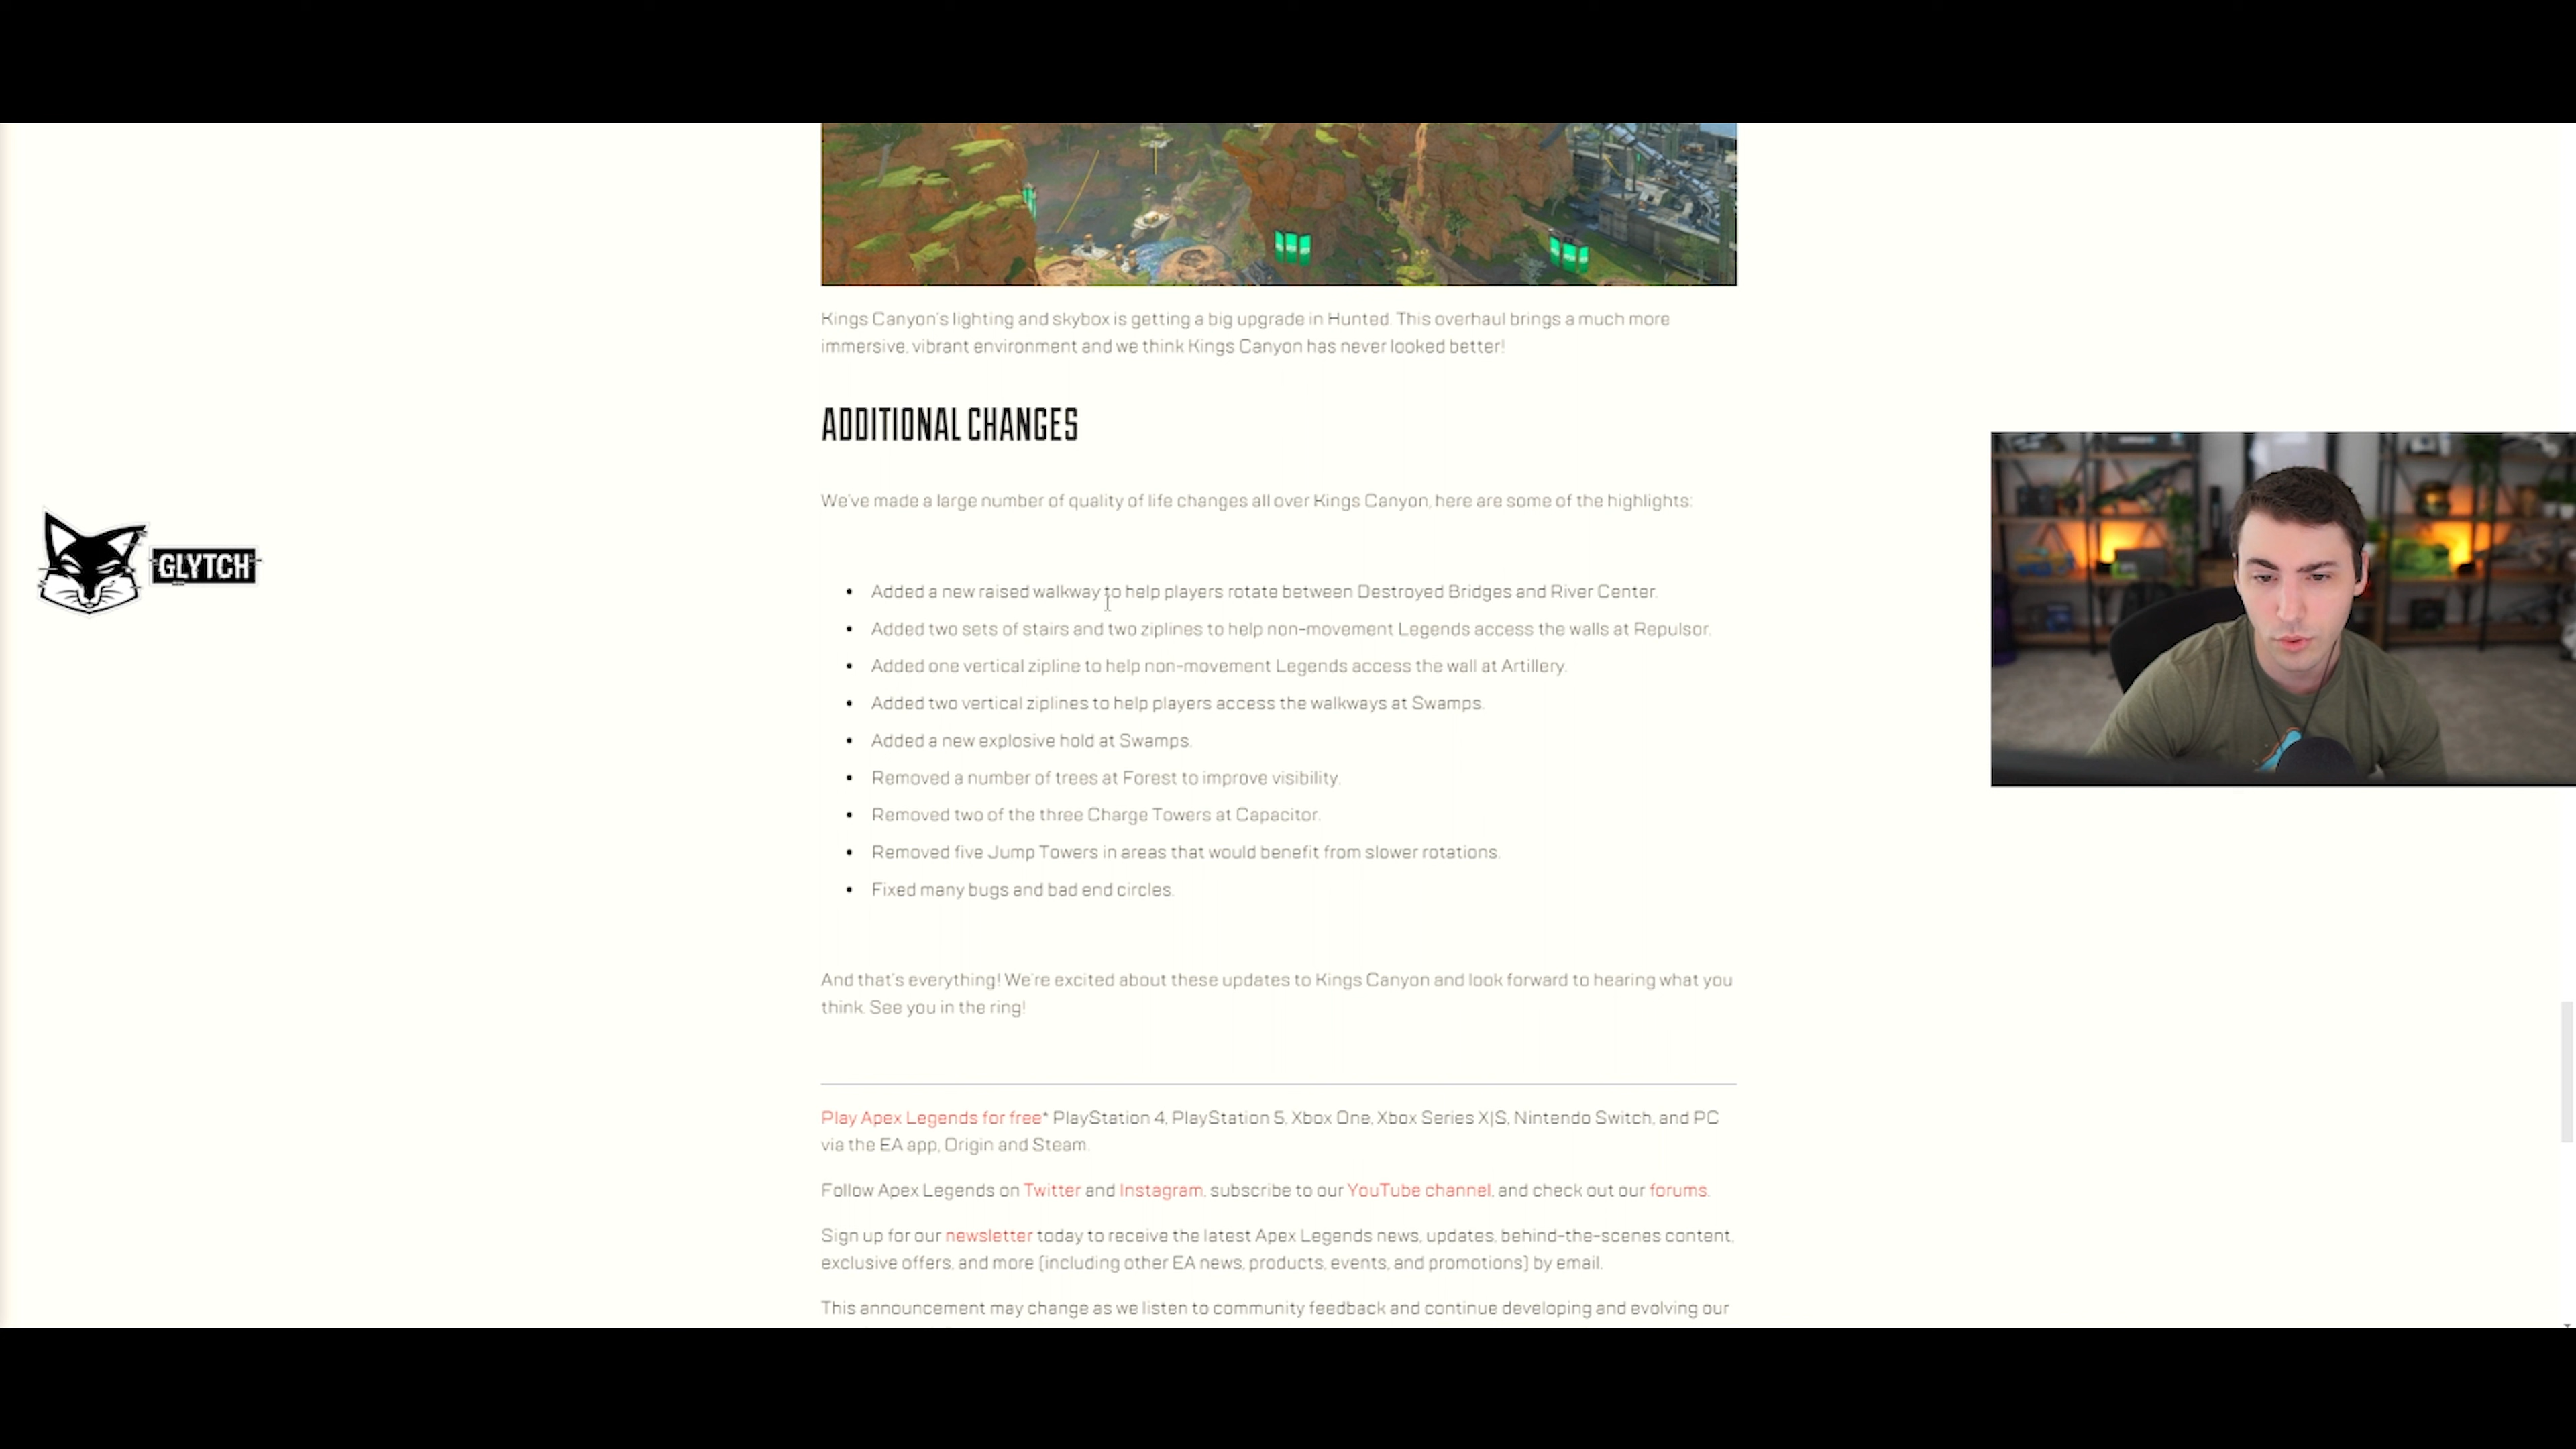 Kings Canyon's lighting and skybox is getting a big upgrade in Hunted. This overhaul brings a much more
immersive, vibrant environment and we think Kings Canyon has never looked better!
ADDITIONAL CHANGES
We've made a large number of quality of life changes all over Kings Canyon, here are some of the highlights:
GLYTCH
• Added a new raised walkway to help players rotate between Destroyed Bridges and River Center.
• Added two sets of stairs and two ziplines to help non-movement Legends access the walls at Repulsor.
• Added one vertical zipline to help non-movement Legends access the wall at Artillery.
• Added two vertical ziplines to help players access the walkways at Swamps.
• Added a new explosive hold at Swamps.
• Removed a number of trees at Forest to improve visibility.
• Removed two of the three Charge Towers at Capacitor.
• Removed five Jump Towers in areas that would benefit from slower rotations.
• Fixed many bugs and bad end circles.
And that's everything! We're excited about these updates to Kings Canyon and look forward to hearing what you
think. See you in the ring!
Play Apex Legends for free* PlayStation 4, PlayStation 5, Xbox One, Xbox Series X|S, Nintendo Switch, and PC
via the EA app, Origin and Steam.
Follow Apex Legends on Twitter and Instagram, subscribe to our YouTube channel, and check out our forums.
Sign up for our newsletter today to receive the latest Apex Legends news, updates, behind-the-scenes content,
exclusive offers, and more (including other EA news, products, events, and promotions) by email.
This announcement may change as we listen to community feedback and continue developing and evolving our